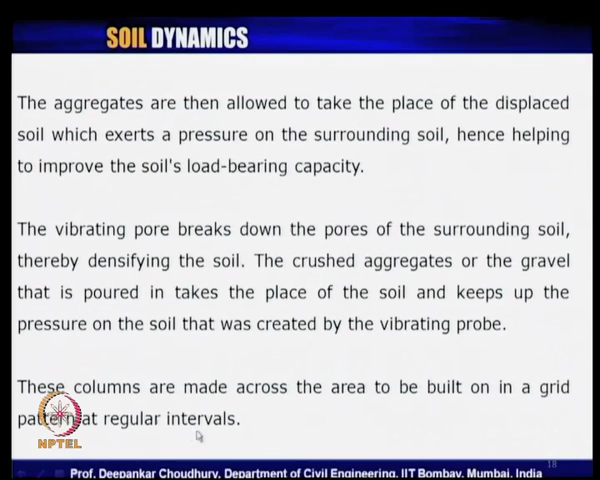 SOIL DYNAMICS
The aggregates are then allowed to take the place of the displaced
soil which exerts a pressure on the surrounding soil, hence helping
to improve the soil's load-bearing capacity.
The vibrating pore breaks down the pores of the surrounding soil,
thereby densifying the soil. The crushed aggregates or the gravel
that is poured in takes the place of the soil and keeps up the
pressure on the soil that was created by the vibrating probe.
These columns are made across the area to be built on in a grid
pattern at regular intervals.
NPTEL
18
Prof. Deepankar Choudhury, Department of Civil Engineering, IIT Bombay, Mumbai, India